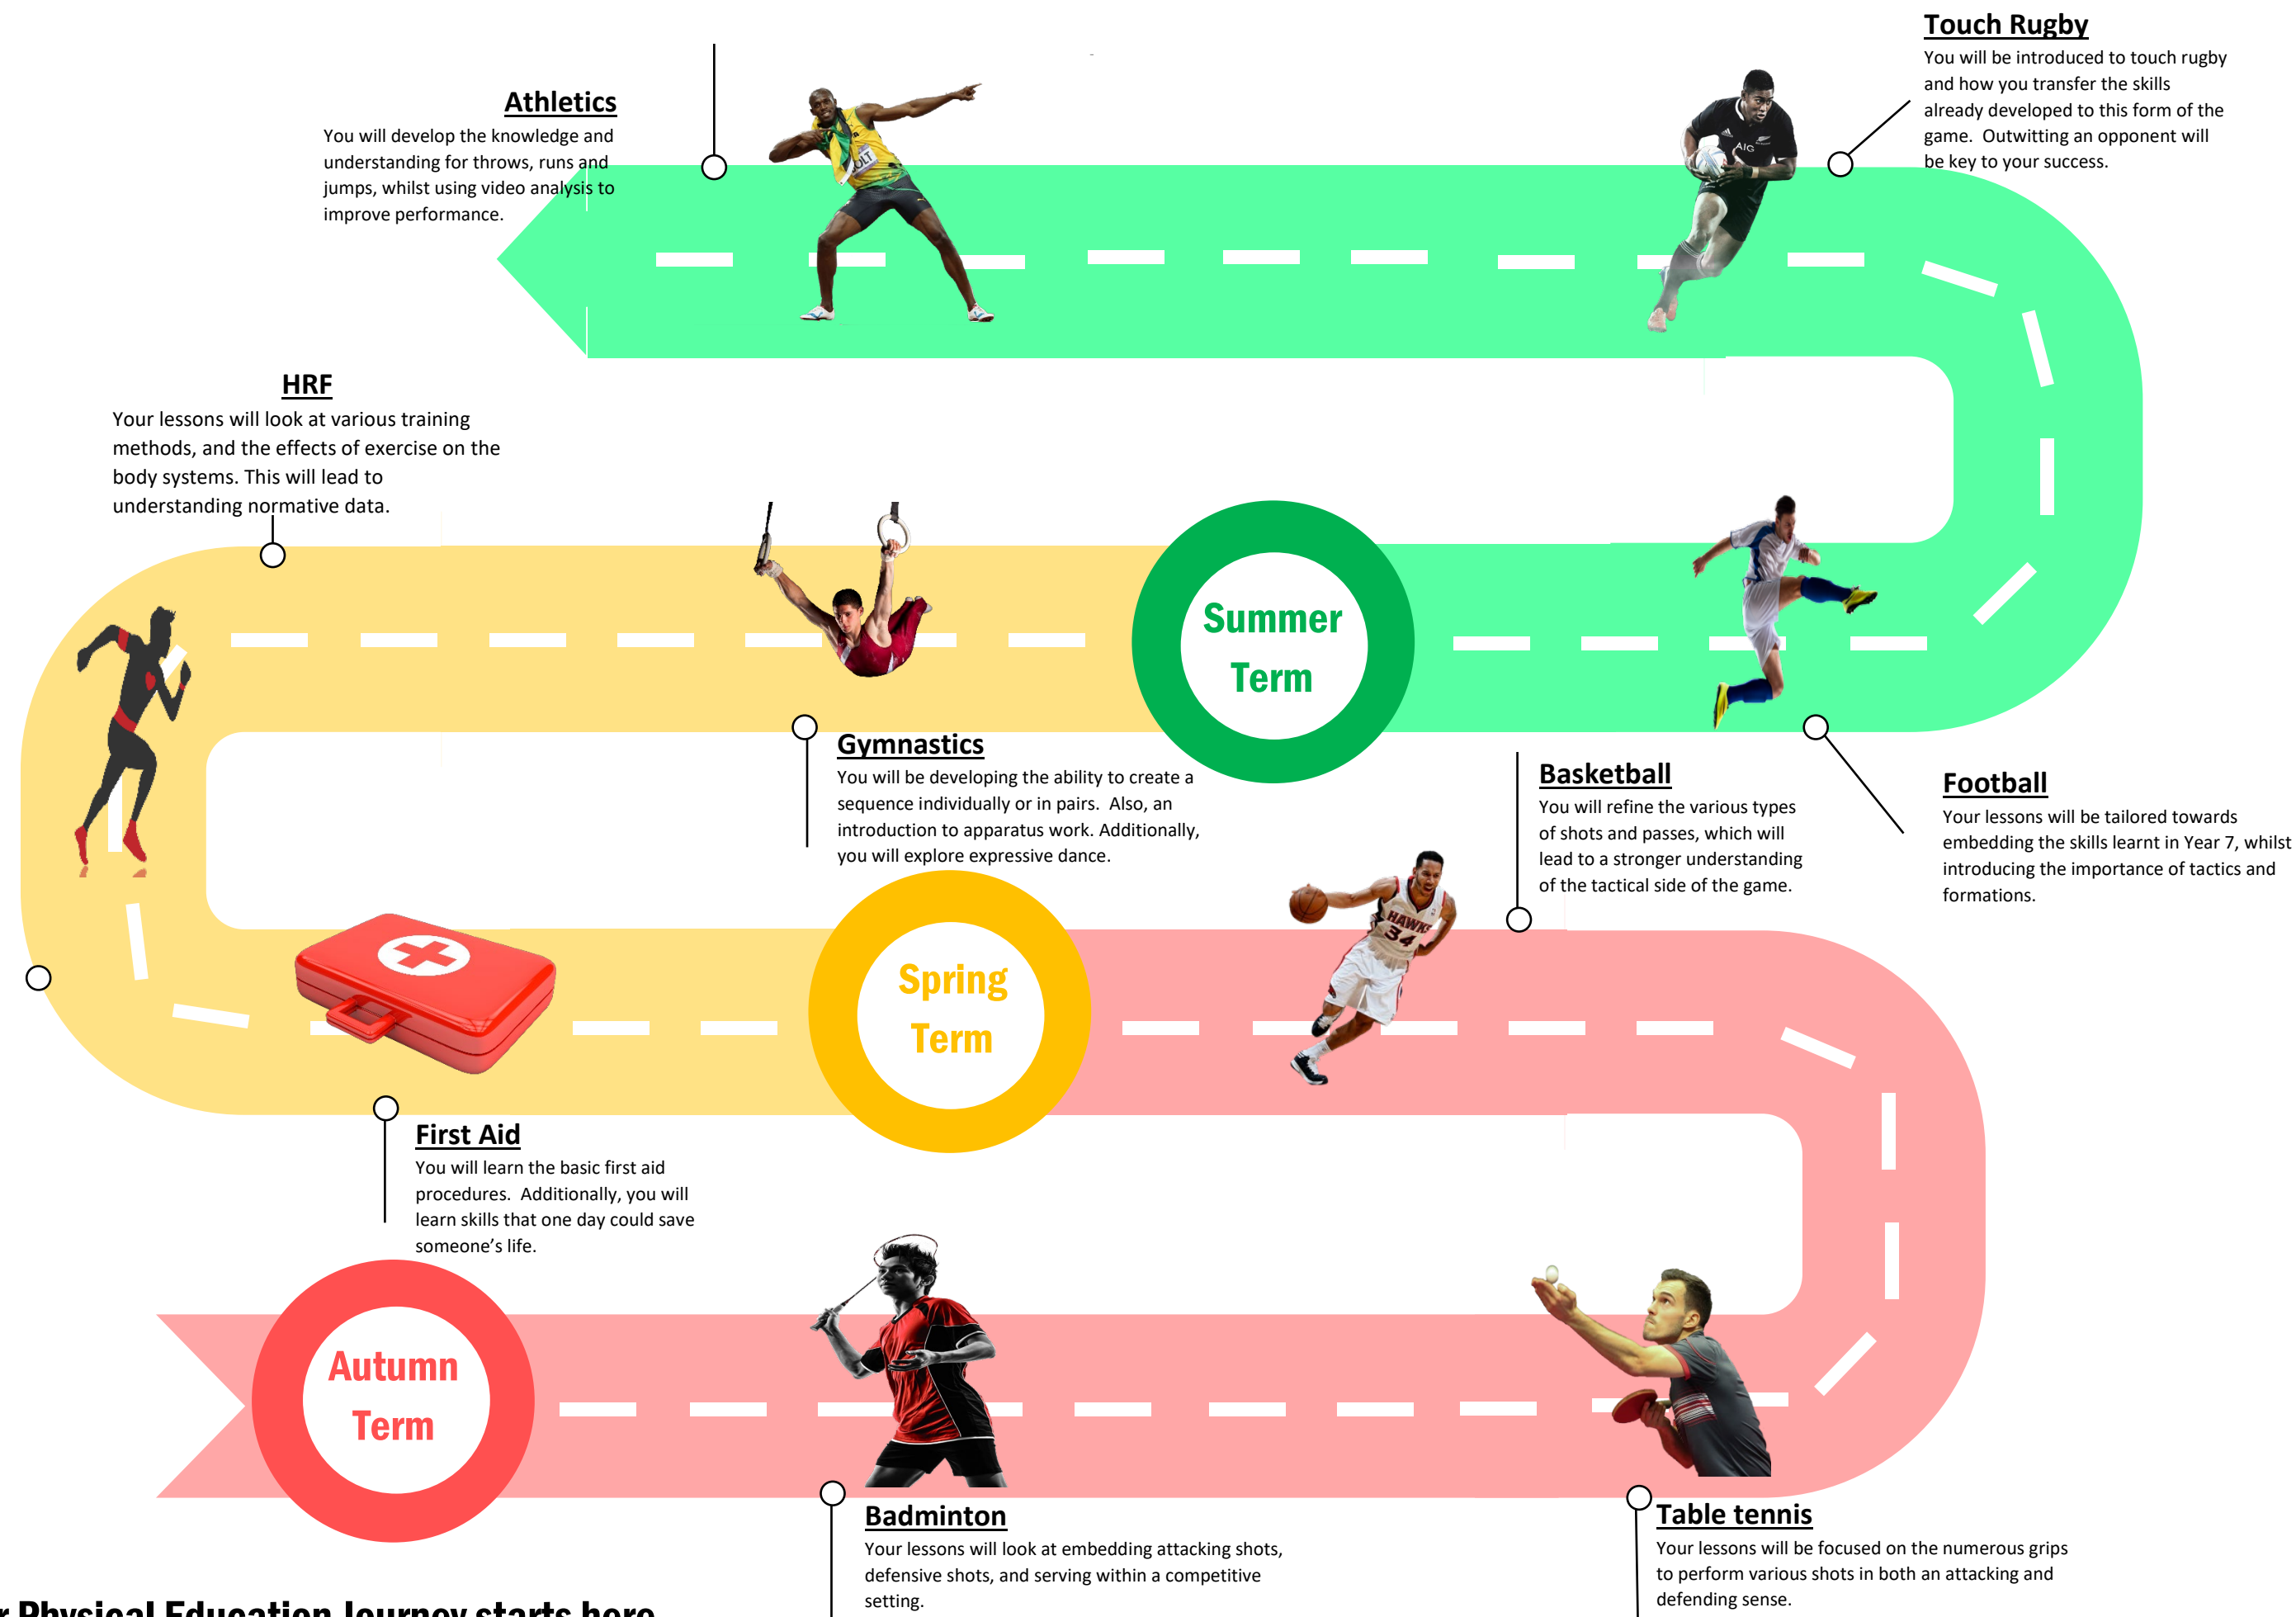 Touch Rugby
You will be introduced to touch rugby
and how you transfer the skills
already developed to this form of the
game.  Outwitting an opponent will
be key to your success.
Athletics
You will develop the knowledge and
understanding for throws, runs and
jumps, whilst using video analysis to
improve performance.
BOLT
AIG
HRF
Your lessons will look at various training
methods, and the effects of exercise on the
body systems. This will lead to
understanding normative data.
Summer
Term
Gymnastics
You will be developing the ability to create a
sequence individually or in pairs.  Also, an
introduction to apparatus work. Additionally,
you will explore expressive dance.
Basketball
You will refine the various types
of shots and passes, which will
lead to a stronger understanding
of the tactical side of the game.
Football
Your lessons will be tailored towards
embedding the skills learnt in Year 7, whilst
introducing the importance of tactics and
formations.
HAWKS
34
Spring
Term
First Aid
You will learn the basic first aid
procedures.  Additionally, you will
learn skills that one day could save
someone's life.
Autumn
Term
Badminton
Your lessons will look at embedding attacking shots,
defensive shots, and serving within a competitive
setting.
Table tennis
Your lessons will be focused on the numerous grips
to perform various shots in both an attacking and
defending sense.
r Physical Education Journey starts here